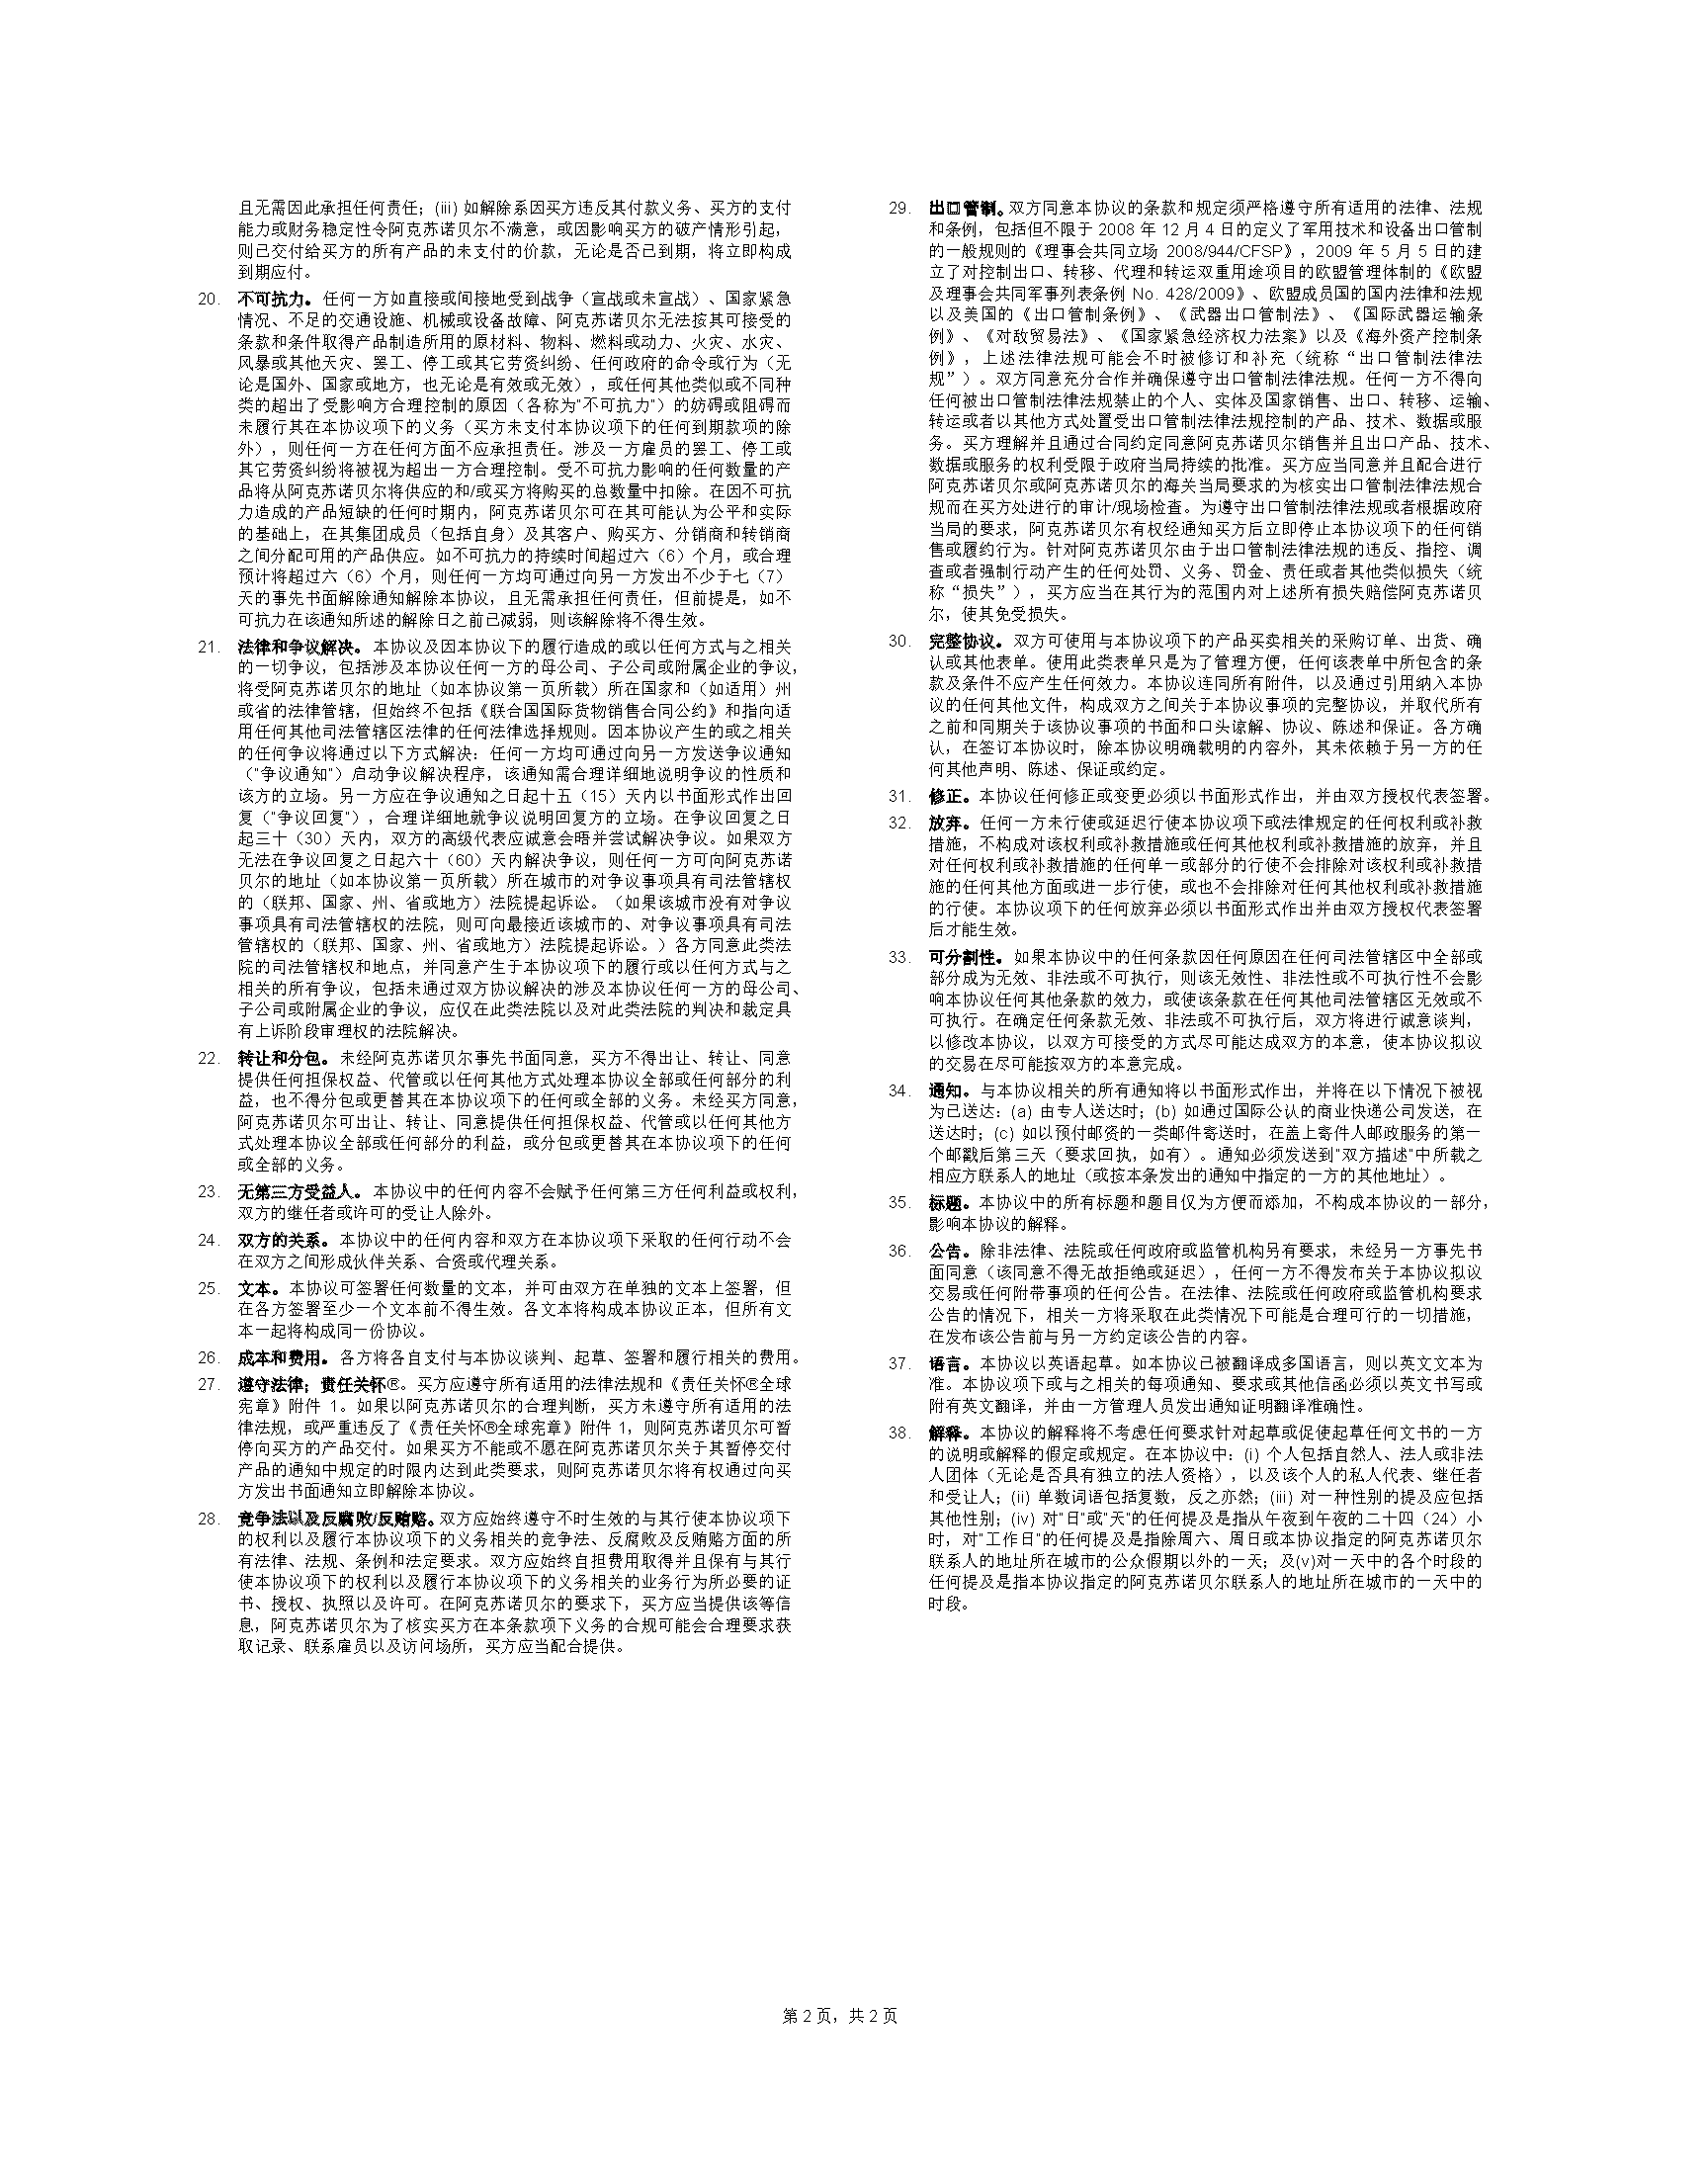 且无需因此承担任何责任；(iii) 如解除系因买方违反其付款义务、买方的支付
能力或财务稳定性令阿克苏诺贝尔不满意，或因影响买方的破产情形引起，
则已交付给买方的所有产品的未支付的价款，无论是否已到期，将立即构成
到期应付。
20. 不可抗力。任何一方如直接或间接地受到战争（宣战或未宣战）、国家紧急
情况、不足的交通设施、机械或设备故障、阿克苏诺贝尔无法按其可接受的
条款和条件取得产品制造所用的原材料、物料、燃料或动力、火灾、水灾、
风暴或其他天灾、罢工、停工或其它劳资纠纷、任何政府的命令或行为（无
论是国外、国家或地方，也无论是有效或无效），或任何其他类似或不同种
类的超出了受影响方合理控制的原因（各称为"不可抗力"）的妨碍或阻碍而
未履行其在本协议项下的义务（买方未支付本协议项下的任何到期款项的除
外），则任何一方在任何方面不应承担责任。涉及一方雇员的罢工、停工或
其它劳资纠纷将被视为超出一方合理控制。受不可抗力影响的任何数量的产
品将从阿克苏诺贝尔将供应的和/或买方将购买的总数量中扣除。在因不可抗
力造成的产品短缺的任何时期内，阿克苏诺贝尔可在其可能认为公平和实际
的基础上，在其集团成员（包括自身）及其客户、购买方、分销商和转销商
之间分配可用的产品供应。如不可抗力的持续时间超过六（6）个月，或合理
预计将超过六（6）个月，则任何一方均可通过向另一方发出不少于七（7）
天的事先书面解除通知解除本协议，且无需承担任何责任，但前提是，如不
可抗力在该通知所述的解除日之前已减弱，则该解除将不得生效。
21. 法律和争议解决。本协议及因本协议下的履行造成的或以任何方式与之相关
的一切争议，包括涉及本协议任何一方的母公司、子公司或附属企业的争议，
将受阿克苏诺贝尔的地址（如本协议第一页所载）所在国家和（如适用）州
或省的法律管辖，但始终不包括《联合国国际货物销售合同公约》和指向适
用任何其他司法管辖区法律的任何法律选择规则。因本协议产生的或之相关
的任何争议将通过以下方式解决：任何一方均可通过向另一方发送争议通知
（"争议通知"）启动争议解决程序，该通知需合理详细地说明争议的性质和
该方的立场。另一方应在争议通知之日起十五（15）天内以书面形式作出回
复（"争议回复"），合理详细地就争议说明回复方的立场。在争议回复之日
起三十（30）天内，双方的高级代表应诚意会晤并尝试解决争议。如果双方
无法在争议回复之日起六十（60）天内解决争议，则任何一方可向阿克苏诺
贝尔的地址（如本协议第一页所载）所在城市的对争议事项具有司法管辖权
的（联邦、国家、州、省或地方）法院提起诉讼。（如果该城市没有对争议
事项具有司法管辖权的法院，则可向最接近该城市的、对争议事项具有司法
管辖权的（联邦、国家、州、省或地方）法院提起诉讼。）各方同意此类法
院的司法管辖权和地点，并同意产生于本协议项下的履行或以任何方式与之
相关的所有争议，包括未通过双方协议解决的涉及本协议任何一方的母公司、
子公司或附属企业的争议，应仅在此类法院以及对此类法院的判决和裁定具
有上诉阶段审理权的法院解决。
22. 转让和分包。未经阿克苏诺贝尔事先书面同意，买方不得出让、转让、同意
提供任何担保权益、代管或以任何其他方式处理本协议全部或任何部分的利
益，也不得分包或更替其在本协议项下的任何或全部的义务。未经买方同意，
阿克苏诺贝尔可出让、转让、同意提供任何担保权益、代管或以任何其他方
式处理本协议全部或任何部分的利益，或分包或更替其在本协议项下的任何
或全部的义务。
23. 无第三方受益人。本协议中的任何内容不会赋予任何第三方任何利益或权利，
双方的继任者或许可的受让人除外。
24. 双方的关系。本协议中的任何内容和双方在本协议项下采取的任何行动不会
在双方之间形成伙伴关系、合资或代理关系。
25. 文本。本协议可签署任何数量的文本，并可由双方在单独的文本上签署，但
在各方签署至少一个文本前不得生效。各文本将构成本协议正本，但所有文
本一起将构成同一份协议。
26. 成本和费用。各方将各自支付与本协议谈判、起草、签署和履行相关的费用。
27. 遵守法律；责任关怀®。买方应遵守所有适用的法律法规和《责任关怀®全球
宪章》附件 1。如果以阿克苏诺贝尔的合理判断，买方未遵守所有适用的法
律法规，或严重违反了《责任关怀®全球宪章》附件 1，则阿克苏诺贝尔可暂
停向买方的产品交付。如果买方不能或不愿在阿克苏诺贝尔关于其暂停交付
产品的通知中规定的时限内达到此类要求，则阿克苏诺贝尔将有权通过向买
方发出书面通知立即解除本协议。
28. 竞争法以及反腐败/反贿赂。双方应始终遵守不时生效的与其行使本协议项下
的权利以及履行本协议项下的义务相关的竞争法、反腐败及反贿赂方面的所
有法律、法规、条例和法定要求。双方应始终自担费用取得并且保有与其行
使本协议项下的权利以及履行本协议项下的义务相关的业务行为所必要的证
书、授权、执照以及许可。在阿克苏诺贝尔的要求下，买方应当提供该等信
息，阿克苏诺贝尔为了核实买方在本条款项下义务的合规可能会合理要求获
取记录、联系雇员以及访问场所，买方应当配合提供。
29. 出口管制。双方同意本协议的条款和规定须严格遵守所有适用的法律、法规
和条例，包括但不限于 2008 年 12 月 4 日的定义了军用技术和设备出口管制
的一般规则的《理事会共同立场 2008/944/CFSP》，2009 年 5 月 5 日的建
立了对控制出口、转移、代理和转运双重用途项目的欧盟管理体制的《欧盟
及理事会共同军事列表条例 No. 428/2009》、欧盟成员国的国内法律和法规
以及美国的《出口管制条例》、《武器出口管制法》、《国际武器运输条
例》、《对敌贸易法》、《国家紧急经济权力法案》以及《海外资产控制条
例》，上述法律法规可能会不时被修订和补充（统称“出口管制法律法
规”）。双方同意充分合作并确保遵守出口管制法律法规。任何一方不得向
任何被出口管制法律法规禁止的个人、实体及国家销售、出口、转移、运输、
转运或者以其他方式处置受出口管制法律法规控制的产品、技术、数据或服
务。买方理解并且通过合同约定同意阿克苏诺贝尔销售并且出口产品、技术、
数据或服务的权利受限于政府当局持续的批准。买方应当同意并且配合进行
阿克苏诺贝尔或阿克苏诺贝尔的海关当局要求的为核实出口管制法律法规合
规而在买方处进行的审计/现场检查。为遵守出口管制法律法规或者根据政府
当局的要求，阿克苏诺贝尔有权经通知买方后立即停止本协议项下的任何销
售或履约行为。针对阿克苏诺贝尔由于出口管制法律法规的违反、指控、调
查或者强制行动产生的任何处罚、义务、罚金、责任或者其他类似损失（统
称“损失”），买方应当在其行为的范围内对上述所有损失赔偿阿克苏诺贝
尔，使其免受损失。
30. 完整协议。双方可使用与本协议项下的产品买卖相关的采购订单、出货、确
认或其他表单。使用此类表单只是为了管理方便，任何该表单中所包含的条
款及条件不应产生任何效力。本协议连同所有附件，以及通过引用纳入本协
议的任何其他文件，构成双方之间关于本协议事项的完整协议，并取代所有
之前和同期关于该协议事项的书面和口头谅解、协议、陈述和保证。各方确
认，在签订本协议时，除本协议明确载明的内容外，其未依赖于另一方的任
何其他声明、陈述、保证或约定。
31. 修正。本协议任何修正或变更必须以书面形式作出，并由双方授权代表签署。
32. 放弃。任何一方未行使或延迟行使本协议项下或法律规定的任何权利或补救
措施，不构成对该权利或补救措施或任何其他权利或补救措施的放弃，并且
对任何权利或补救措施的任何单一或部分的行使不会排除对该权利或补救措
施的任何其他方面或进一步行使，或也不会排除对任何其他权利或补救措施
的行使。本协议项下的任何放弃必须以书面形式作出并由双方授权代表签署
后才能生效。
33. 可分割性。如果本协议中的任何条款因任何原因在任何司法管辖区中全部或
部分成为无效、非法或不可执行，则该无效性、非法性或不可执行性不会影
响本协议任何其他条款的效力，或使该条款在任何其他司法管辖区无效或不
可执行。在确定任何条款无效、非法或不可执行后，双方将进行诚意谈判，
以修改本协议，以双方可接受的方式尽可能达成双方的本意，使本协议拟议
的交易在尽可能按双方的本意完成。
34. 通知。与本协议相关的所有通知将以书面形式作出，并将在以下情况下被视
为已送达：(a) 由专人送达时；(b) 如通过国际公认的商业快递公司发送，在
送达时；(c) 如以预付邮资的一类邮件寄送时，在盖上寄件人邮政服务的第一
个邮戳后第三天（要求回执，如有）。通知必须发送到"双方描述"中所载之
相应方联系人的地址（或按本条发出的通知中指定的一方的其他地址）。
35. 标题。本协议中的所有标题和题目仅为方便而添加，不构成本协议的一部分，
影响本协议的解释。
36. 公告。除非法律、法院或任何政府或监管机构另有要求，未经另一方事先书
面同意（该同意不得无故拒绝或延迟），任何一方不得发布关于本协议拟议
交易或任何附带事项的任何公告。在法律、法院或任何政府或监管机构要求
公告的情况下，相关一方将采取在此类情况下可能是合理可行的一切措施，
在发布该公告前与另一方约定该公告的内容。
37. 语言。本协议以英语起草。如本协议已被翻译成多国语言，则以英文文本为
准。本协议项下或与之相关的每项通知、要求或其他信函必须以英文书写或
附有英文翻译，并由一方管理人员发出通知证明翻译准确性。
38. 解释。本协议的解释将不考虑任何要求针对起草或促使起草任何文书的一方
的说明或解释的假定或规定。在本协议中：(i) 个人包括自然人、法人或非法
人团体（无论是否具有独立的法人资格），以及该个人的私人代表、继任者
和受让人；(ii) 单数词语包括复数，反之亦然；(iii) 对一种性别的提及应包括
其他性别；(iv) 对"日"或"天"的任何提及是指从午夜到午夜的二十四（24）小
时，对"工作日"的任何提及是指除周六、周日或本协议指定的阿克苏诺贝尔
联系人的地址所在城市的公众假期以外的一天；及(v)对一天中的各个时段的
任何提及是指本协议指定的阿克苏诺贝尔联系人的地址所在城市的一天中的
时段。
第 2 页，共 2 页